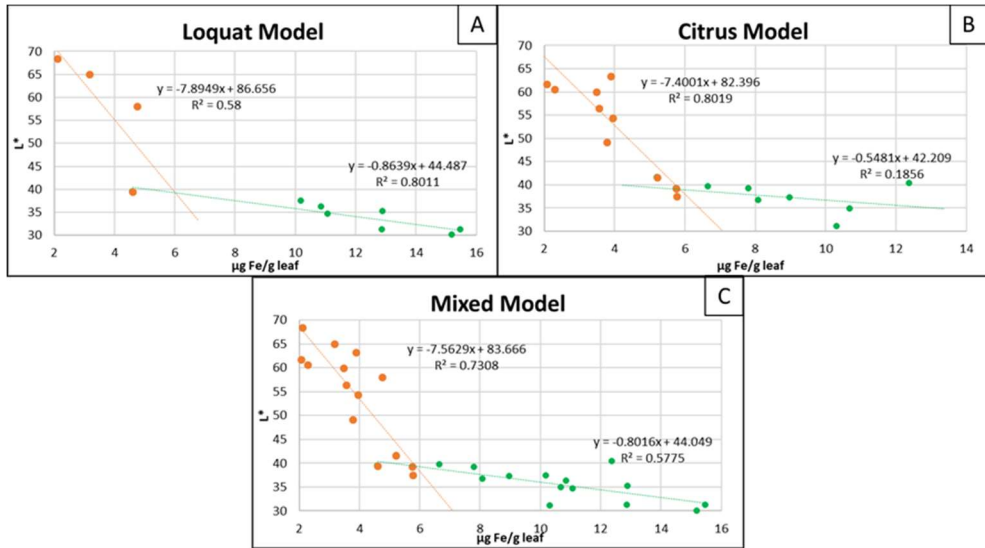 Loquat Model
A
70
65
60
55
50
45
40
35
30
L*
y = -7.8949x + 86.656
R² = 0.58
y = -0.8639x + 44.487
R² = 0.8011
2 4 6 8 10 12 14 16
µg Fe/g leaf
Citrus Model
B
70
65
60
55
50
45
40
35
30
L*
y = -7.4001x + 82.396
R² = 0.8019
y = -0.5481x + 42.209
R² = 0.1856
2 4 6 8 10 12 14
µg Fe/g leaf
Mixed Model
C
70
65
60
55
50
45
40
35
30
L*
y = -7.5629x + 83.666
R² = 0.7308
y = -0.8016x + 44.049
R² = 0.5775
2 4 6 8 10 12 14 16
µg Fe/g leaf